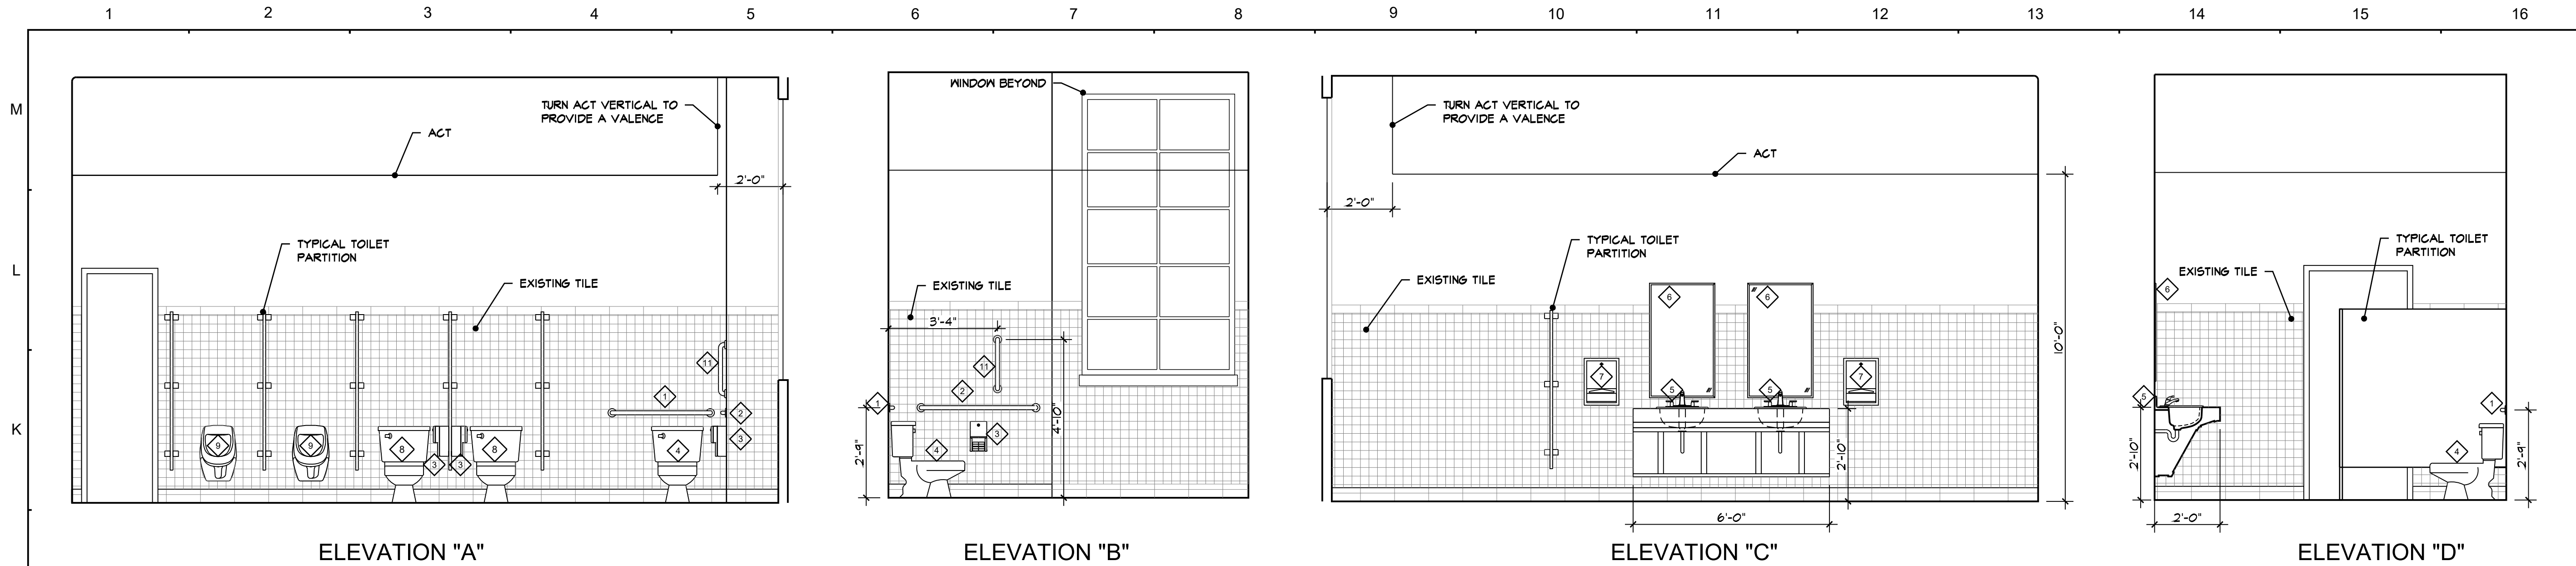 1 2 3 4 5 6 7 8 9 10 11 12 13 14 15 16
M
L
K
TURN ACT VERTICAL TO
PROVIDE A VALENCE
ACT
2'-0"
TYPICAL TOILET
PARTITION
EXISTING TILE
11
1
2
3
9
9
8
8
3
3
4
ELEVATION "A"
WINDOW BEYOND
EXISTING TILE
3'-4"
11
2
1
3
4
2'-9"
4'-10"
ELEVATION "B"
TURN ACT VERTICAL TO
PROVIDE A VALENCE
ACT
2'-0"
TYPICAL TOILET
PARTITION
EXISTING TILE
6
6
7
7
5
5
10'-0"
2'-10"
6'-0"
ELEVATION "C"
TYPICAL TOILET
PARTITION
EXISTING TILE
6
5
1
4
2'-10"
2'-9"
2'-0"
ELEVATION "D"